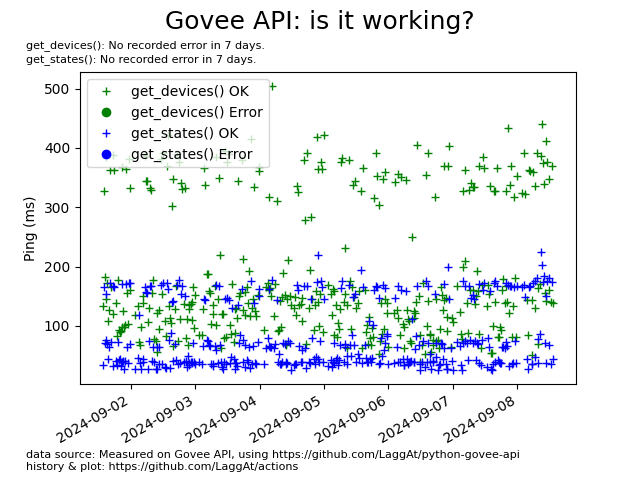 Govee API: is it working?
get_devices(): No recorded error in 7 days.
get_states(): No recorded error in 7 days.
500
400
300
200
100
Ping (ms)
get_devices() OK
get_devices() Error
get_states() OK
get_states() Error
2024-09-02
2024-09-03
2024-09-04
2024-09-05
2024-09-06
2024-09-07
2024-09-08
data source: Measured on Govee API, using https://github.com/LaggAt/python-govee-api
history & plot: https://github.com/LaggAt/actions